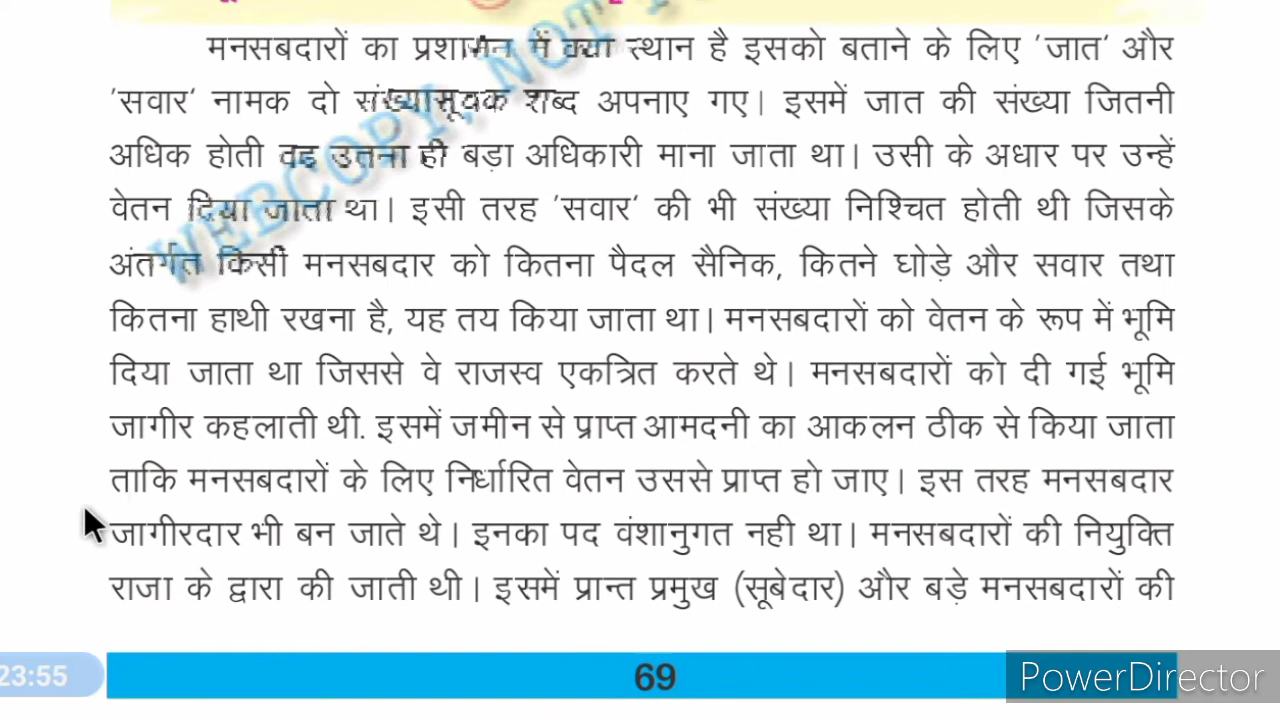 मनसबदारों का प्रशासन में क्या स्थान है इसको बताने के लिए 'जात' और
'सवार' नामक दो संख्यासूचक शब्द अपनाए गए। इसमें जात की संख्या जितनी
अधिक होती वह उतना ही बड़ा अधिकारी माना जाता था। उसी के अधार पर उन्हें
वेतन दिया जाता था। इसी तरह 'सवार' की भी संख्या निश्चित होती थी जिसके
अंतर्गत किसी मनसबदार को कितना पैदल सैनिक, कितने घोड़े और सवार तथा
कितना हाथी रखना है, यह तय किया जाता था। मनसबदारों को वेतन के रूप में भूमि
दिया जाता था जिससे वे राजस्व एकत्रित करते थे। मनसबदारों को दी गई भूमि
जागीर कहलाती थी. इसमें जमीन से प्राप्त आमदनी का आकलन ठीक से किया जाता
ताकि मनसबदारों के लिए निर्धारित वेतन उससे प्राप्त हो जाए। इस तरह मनसबदार
जागीरदार भी बन जाते थे। इनका पद वंशानुगत नही था। मनसबदारों की नियुक्ति
राजा के द्वारा की जाती थी। इसमें प्रान्त प्रमुख (सूबेदार) और बड़े मनसबदारों की
23:55
69
PowerDirector
WEBCOPY, NOT